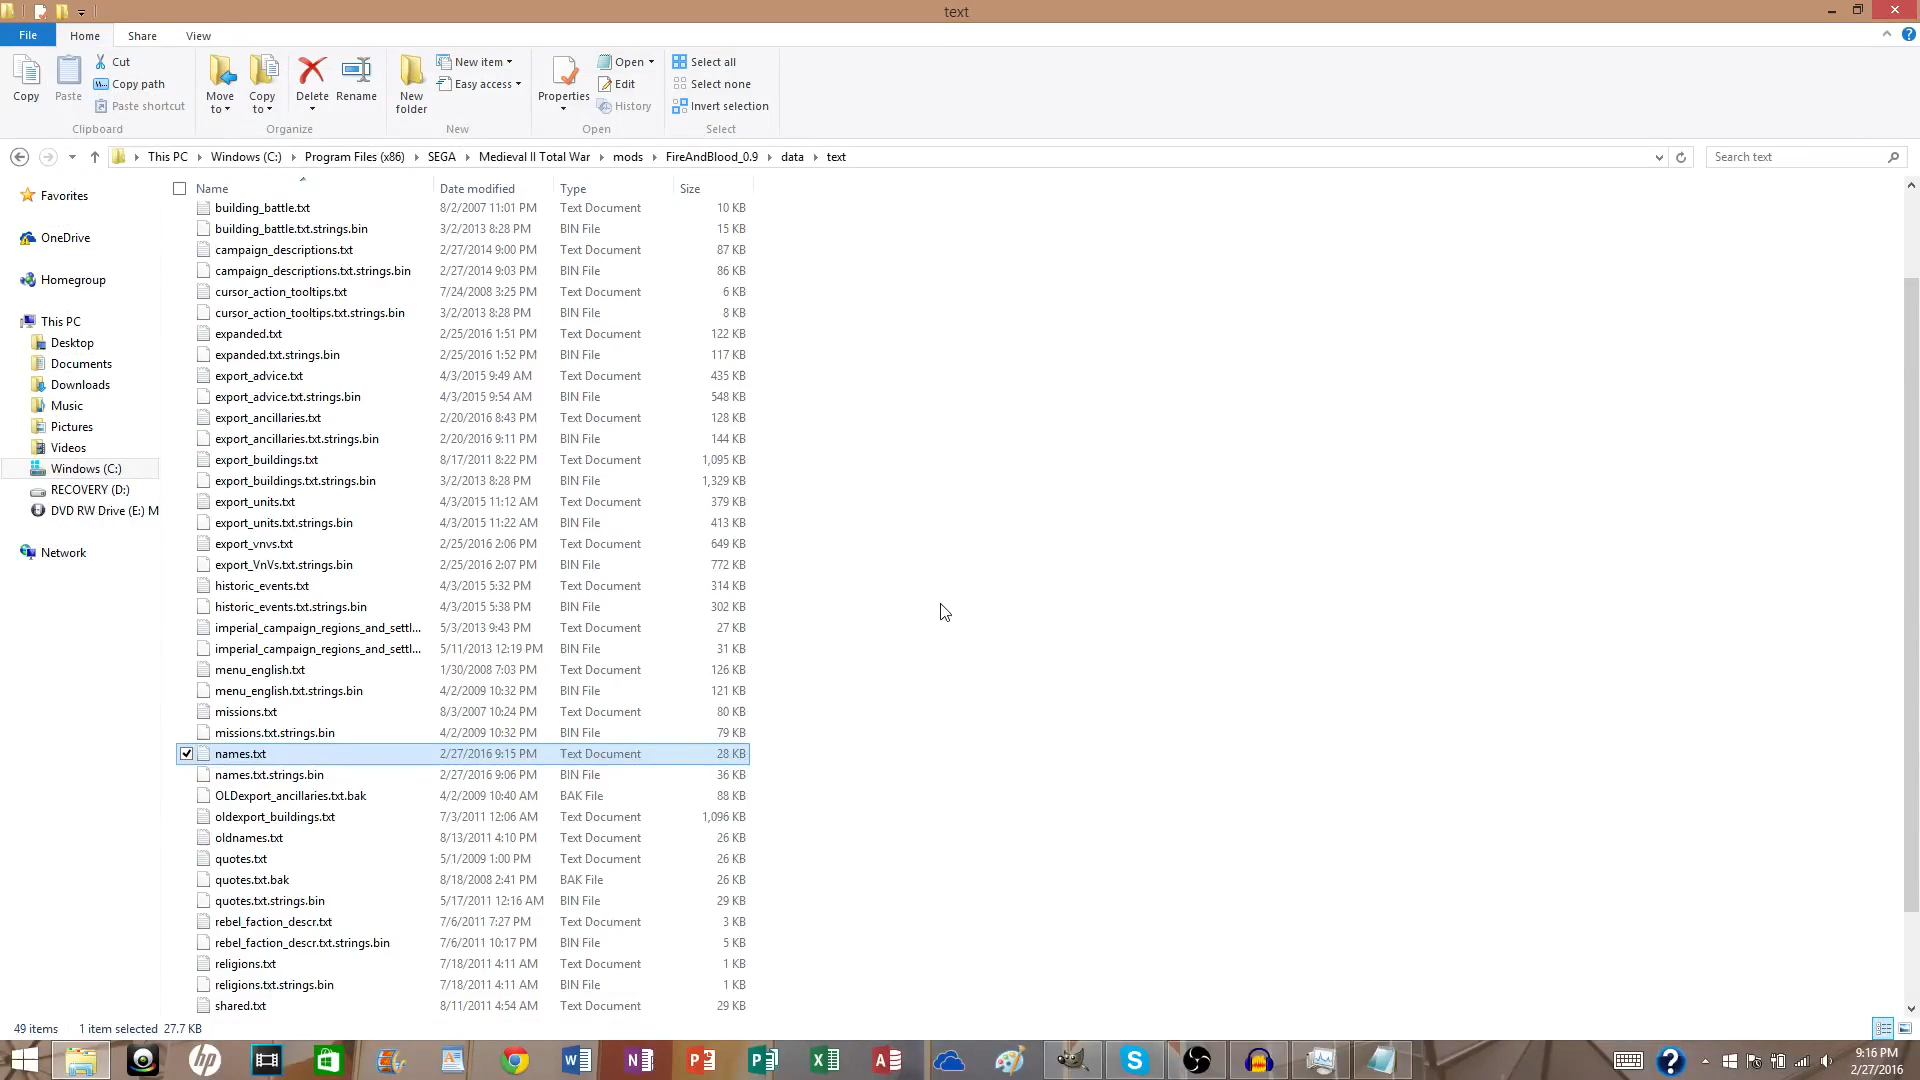 text
File Home Share View
Copy Paste Cut Copy path Paste shortcut Clipboard
Move to Copy to Delete Rename Organize
New folder New item Easy access New
Properties Open Edit History Open
Select all Select none Invert selection Select
This PC Windows (C:) Program Files (x86) SEGA Medieval II Total War mods FireAndBlood_0.9 data text
Search text
Favorites
OneDrive
Homegroup
This PC
Desktop
Documents
Downloads
Music
Pictures
Videos
Windows (C:)
RECOVERY (D:)
DVD RW Drive (E:) M
Network
Name Date modified Type Size
building_battle.txt 8/2/2007 11:01 PM Text Document 10 KB
building_battle.txt.strings.bin 3/2/2013 8:28 PM BIN File 15 KB
campaign_descriptions.txt 2/27/2014 9:00 PM Text Document 87 KB
campaign_descriptions.txt.strings.bin 2/27/2014 9:03 PM BIN File 86 KB
cursor_action_tooltips.txt 7/24/2008 3:25 PM Text Document 6 KB
cursor_action_tooltips.txt.strings.bin 3/2/2013 8:28 PM BIN File 8 KB
expanded.txt 2/25/2016 1:51 PM Text Document 122 KB
expanded.txt.strings.bin 2/25/2016 1:52 PM BIN File 117 KB
export_advice.txt 4/3/2015 9:49 AM Text Document 435 KB
export_advice.txt.strings.bin 4/3/2015 9:54 AM BIN File 548 KB
export_ancillaries.txt 2/20/2016 8:43 PM Text Document 128 KB
export_ancillaries.txt.strings.bin 2/20/2016 9:11 PM BIN File 144 KB
export_buildings.txt 8/17/2011 8:22 PM Text Document 1,095 KB
export_buildings.txt.strings.bin 3/2/2013 8:28 PM BIN File 1,329 KB
export_units.txt 4/3/2015 11:12 AM Text Document 379 KB
export_units.txt.strings.bin 4/3/2015 11:22 AM BIN File 413 KB
export_vnvs.txt 2/25/2016 2:06 PM Text Document 649 KB
export_VnVs.txt.strings.bin 2/25/2016 2:07 PM BIN File 772 KB
historic_events.txt 4/3/2015 5:32 PM Text Document 314 KB
historic_events.txt.strings.bin 4/3/2015 5:38 PM BIN File 302 KB
imperial_campaign_regions_and_settl... 5/3/2013 9:43 PM Text Document 27 KB
imperial_campaign_regions_and_settl... 5/11/2013 12:19 PM BIN File 31 KB
menu_english.txt 1/30/2008 7:03 PM Text Document 126 KB
menu_english.txt.strings.bin 4/2/2009 10:32 PM BIN File 121 KB
missions.txt 8/3/2007 10:24 PM Text Document 80 KB
missions.txt.strings.bin 4/2/2009 10:32 PM BIN File 79 KB
names.txt 2/27/2016 9:15 PM Text Document 28 KB
names.txt.strings.bin 2/27/2016 9:06 PM BIN File 36 KB
OLDexport_ancillaries.txt.bak 4/2/2009 10:40 AM BAK File 88 KB
oldexport_buildings.txt 7/3/2011 12:06 AM Text Document 1,096 KB
oldnames.txt 8/13/2011 4:10 PM Text Document 26 KB
quotes.txt 5/1/2009 1:00 PM Text Document 26 KB
quotes.txt.bak 8/18/2008 2:41 PM BAK File 26 KB
quotes.txt.strings.bin 5/17/2011 12:16 AM BIN File 29 KB
rebel_faction_descr.txt 7/6/2011 7:27 PM Text Document 3 KB
rebel_faction_descr.txt.strings.bin 7/6/2011 10:17 PM BIN File 5 KB
religions.txt 7/18/2011 4:11 AM Text Document 1 KB
religions.txt.strings.bin 7/18/2011 4:11 AM BIN File 1 KB
shared.txt 8/11/2011 4:54 AM Text Document 29 KB
49 items 1 item selected 27.7 KB
9:16 PM
2/27/2016